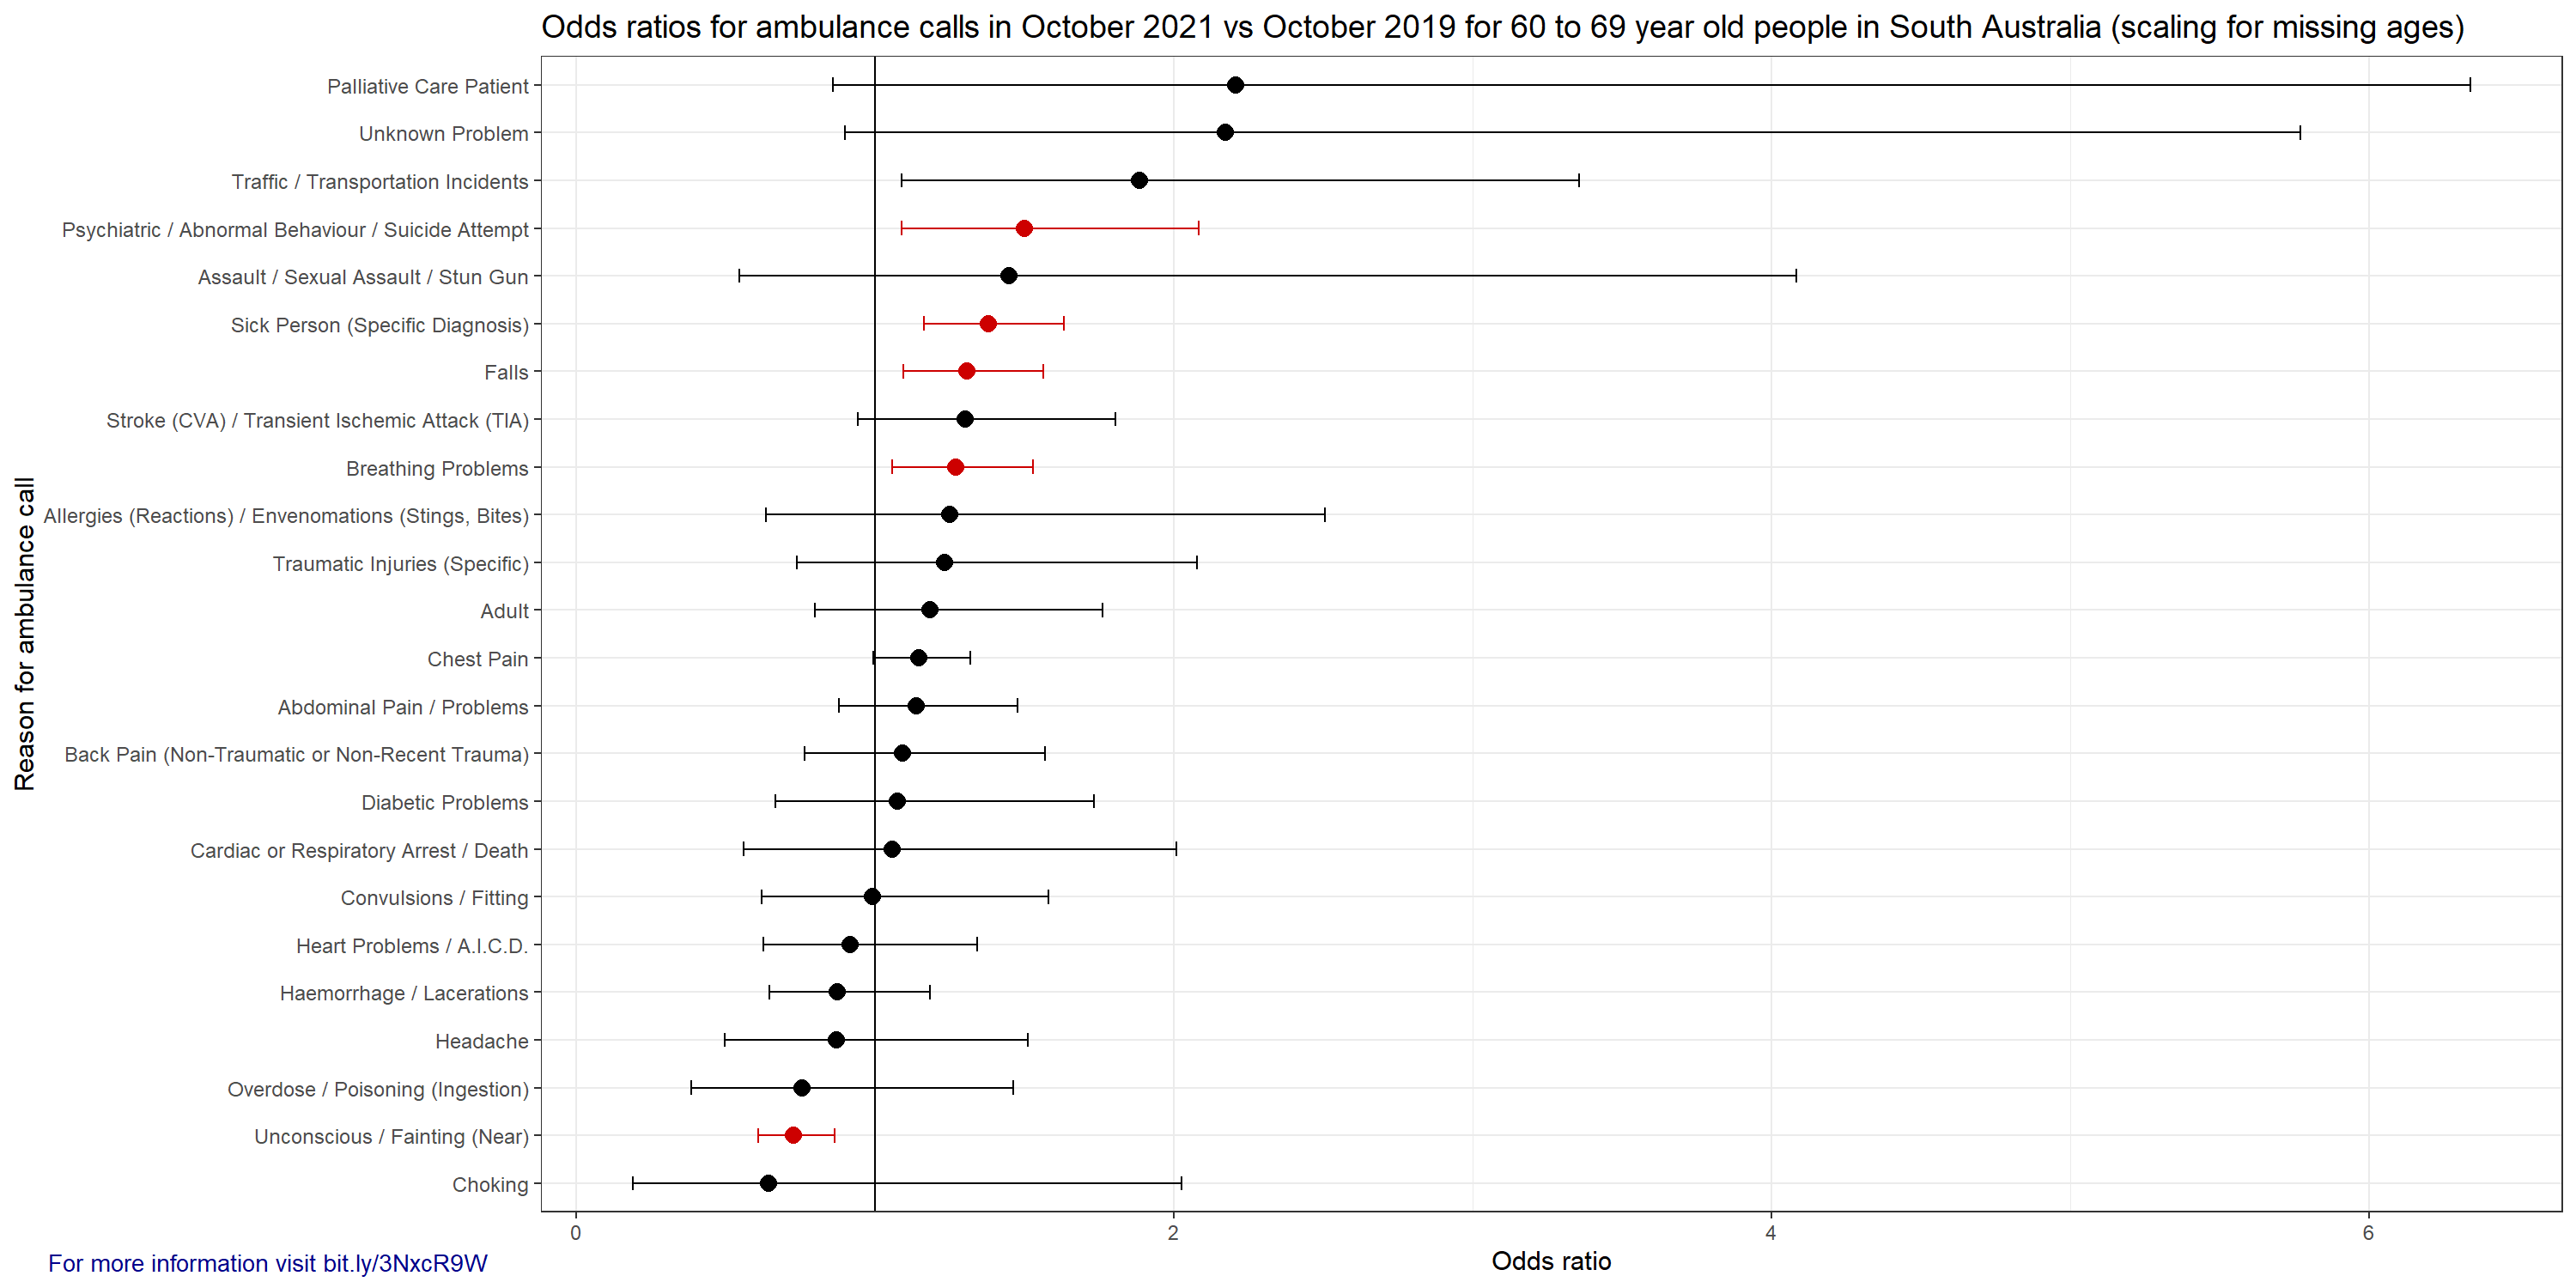 Odds ratios for ambulance calls in October 2021 vs October 2019 for 60 to 69 year old people in South Australia (scaling for missing ages)
Reason for ambulance call
Palliative Care Patient
Unknown Problem
Traffic / Transportation Incidents
Psychiatric / Abnormal Behaviour / Suicide Attempt
Assault / Sexual Assault / Stun Gun
Sick Person (Specific Diagnosis)
Falls
Stroke (CVA) / Transient Ischemic Attack (TIA)
Breathing Problems
Allergies (Reactions) / Envenomations (Stings, Bites)
Traumatic Injuries (Specific)
Adult
Chest Pain
Abdominal Pain / Problems
Back Pain (Non-Traumatic or Non-Recent Trauma)
Diabetic Problems
Cardiac or Respiratory Arrest / Death
Convulsions / Fitting
Heart Problems / A.I.C.D.
Haemorrhage / Lacerations
Headache
Overdose / Poisoning (Ingestion)
Unconscious / Fainting (Near)
Choking
0 2 4 6
Odds ratio
For more information visit bit.ly/3NxcR9W